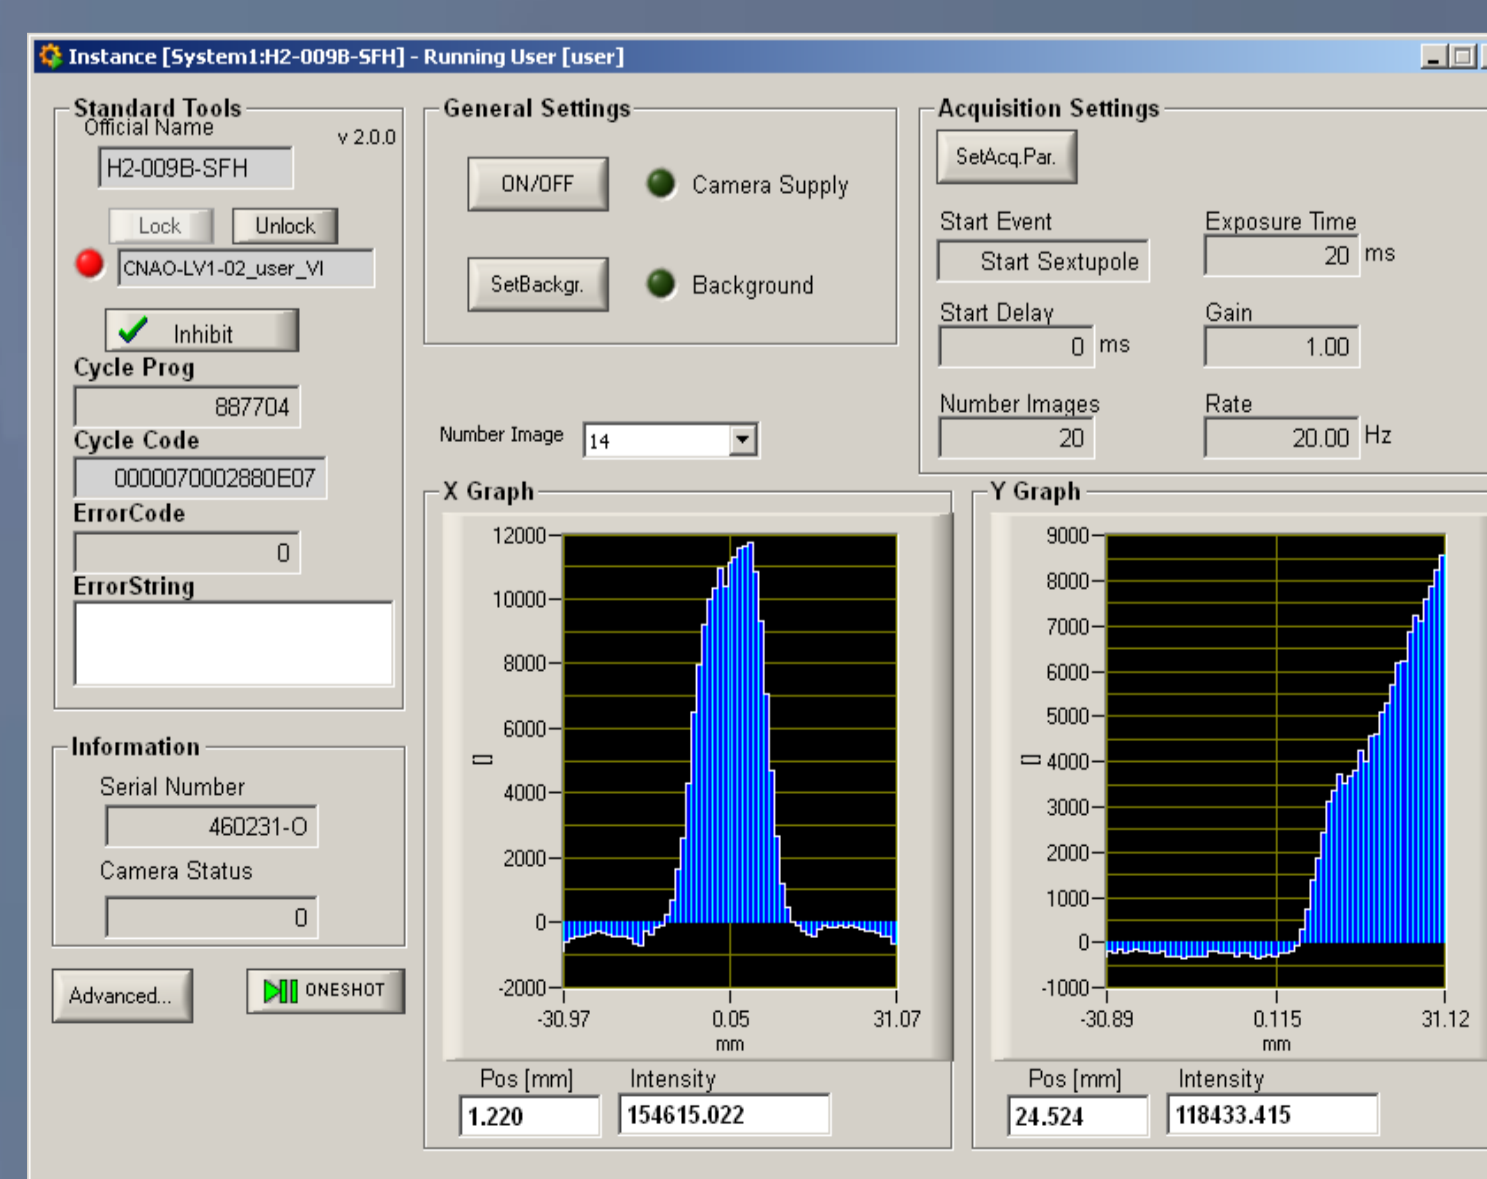 Instance [System1:H2-009B-SFH] - Running User [user]
Standard Tools
Official Name
v 2.0.0
H2-009B-SFH
Lock
Unlock
CNAO-LV1-02_user_VI
Inhibit
Cycle Prog
887704
Cycle Code
0000070002880E07
ErrorCode
0
ErrorString
Information
Serial Number
460231-O
Camera Status
0
Advanced...
ONESHOT
General Settings
ON/OFF
Camera Supply
SetBackgr.
Background
Number Image
14
Acquisition Settings
SetAcq.Par.
Start Event
Start Sextupole
Exposure Time
20 ms
Start Delay
0 ms
Gain
1.00
Number Images
20
Rate
20.00 Hz
X Graph
12000
10000
8000
6000
4000
2000
0
-2000
[]
-30.97
0.05
31.07
mm
Pos [mm]
1.220
Intensity
154615.022
Y Graph
9000
8000
7000
6000
5000
4000
3000
2000
1000
0
-1000
[]
-30.89
0.115
31.12
mm
Pos [mm]
24.524
Intensity
118433.415